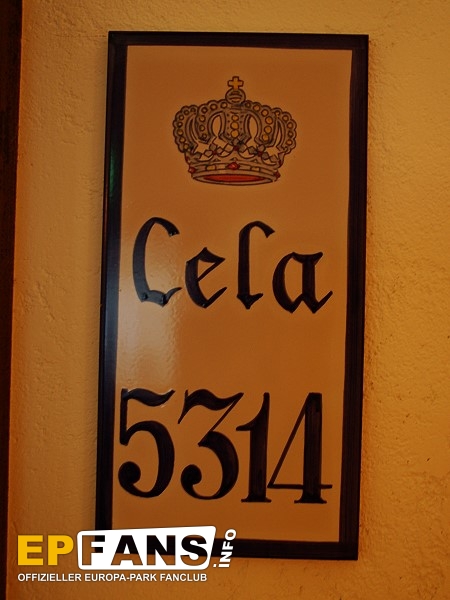 Cela
5314
EPFANS.INFO
OFFIZIELLER EUROPA-PARK FANCLUB